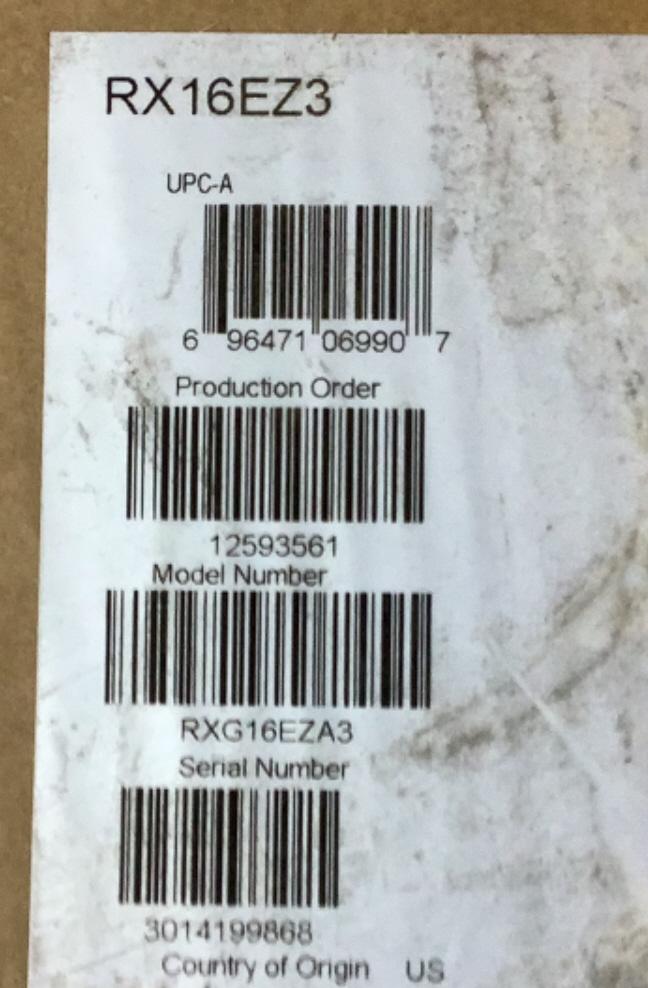 RX16EZ3
UPC-A
6 96471 06990 7
Production Order
12593561
Model Number
RXG16EZA3
Serial Number
3014199868
Country of Origin US